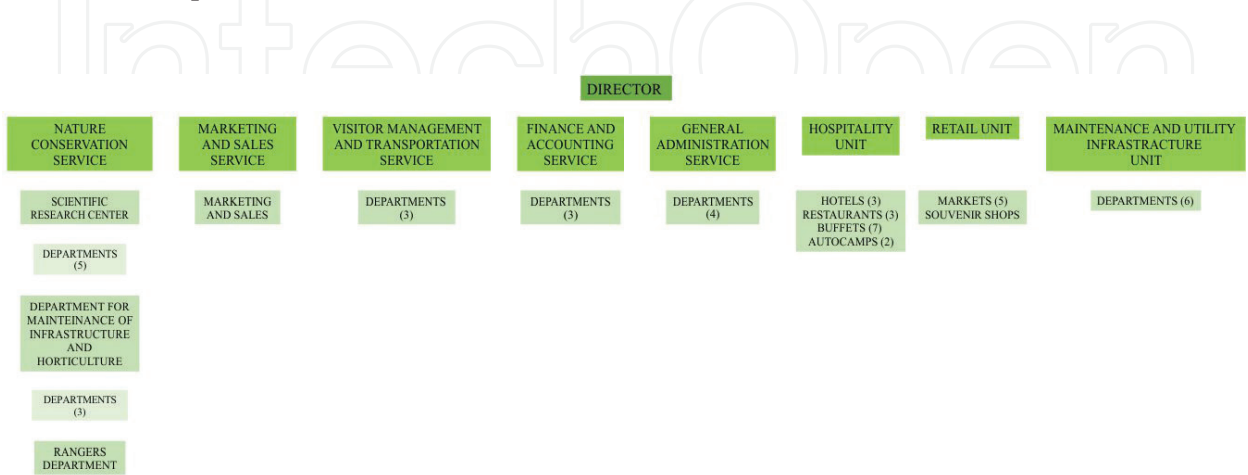 IntechOpen
DIRECTOR
NATURE
CONSERVATION
SERVICE
SCIENTIFIC
RESEARCH CENTER
DEPARTMENTS
(5)
DEPARTMENT FOR
MAINTEINANCE OF
INFRASTRUCTURE
AND
HORTICULTURE
DEPARTMENTS
(3)
RANGERS
DEPARTMENT
MARKETING
AND SALES
SERVICE
MARKETING
AND SALES
VISITOR MANAGEMENT
AND TRANSPORTATION
SERVICE
DEPARTMENTS
(3)
FINANCE AND
ACCOUNTING
SERVICE
DEPARTMENTS
(3)
GENERAL
ADMINISTRATION
SERVICE
DEPARTMENTS
(4)
HOSPITALITY
UNIT
HOTELS (3)
RESTAURANTS (3)
BUFFETS (7)
AUTOCAMPS (2)
RETAIL UNIT
MARKETS (5)
SOUVENIR SHOPS
MAINTENANCE AND UTILITY
INFRASTRACTURE
UNIT
DEPARTMENTS (6)